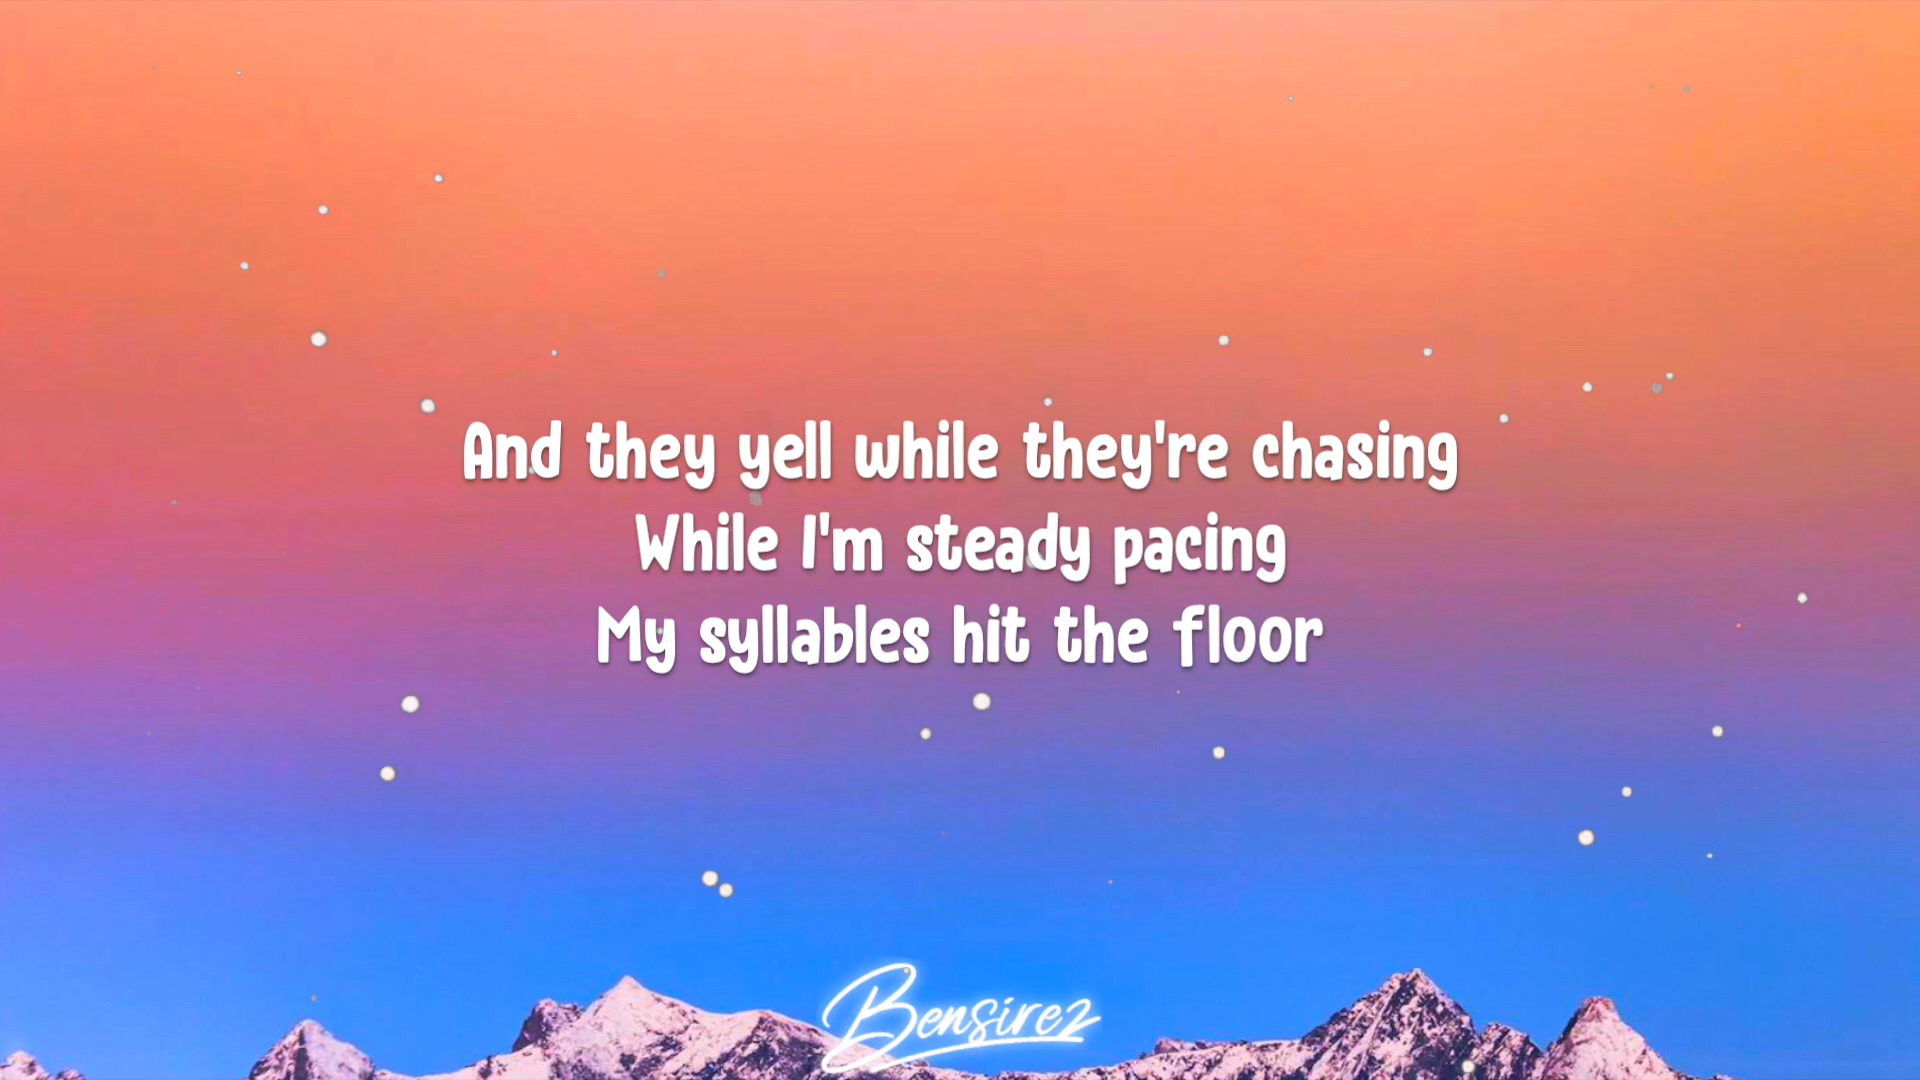 And they yell while they're chasing
While I'm steady pacing
My syllables hit the floor
Bensirez